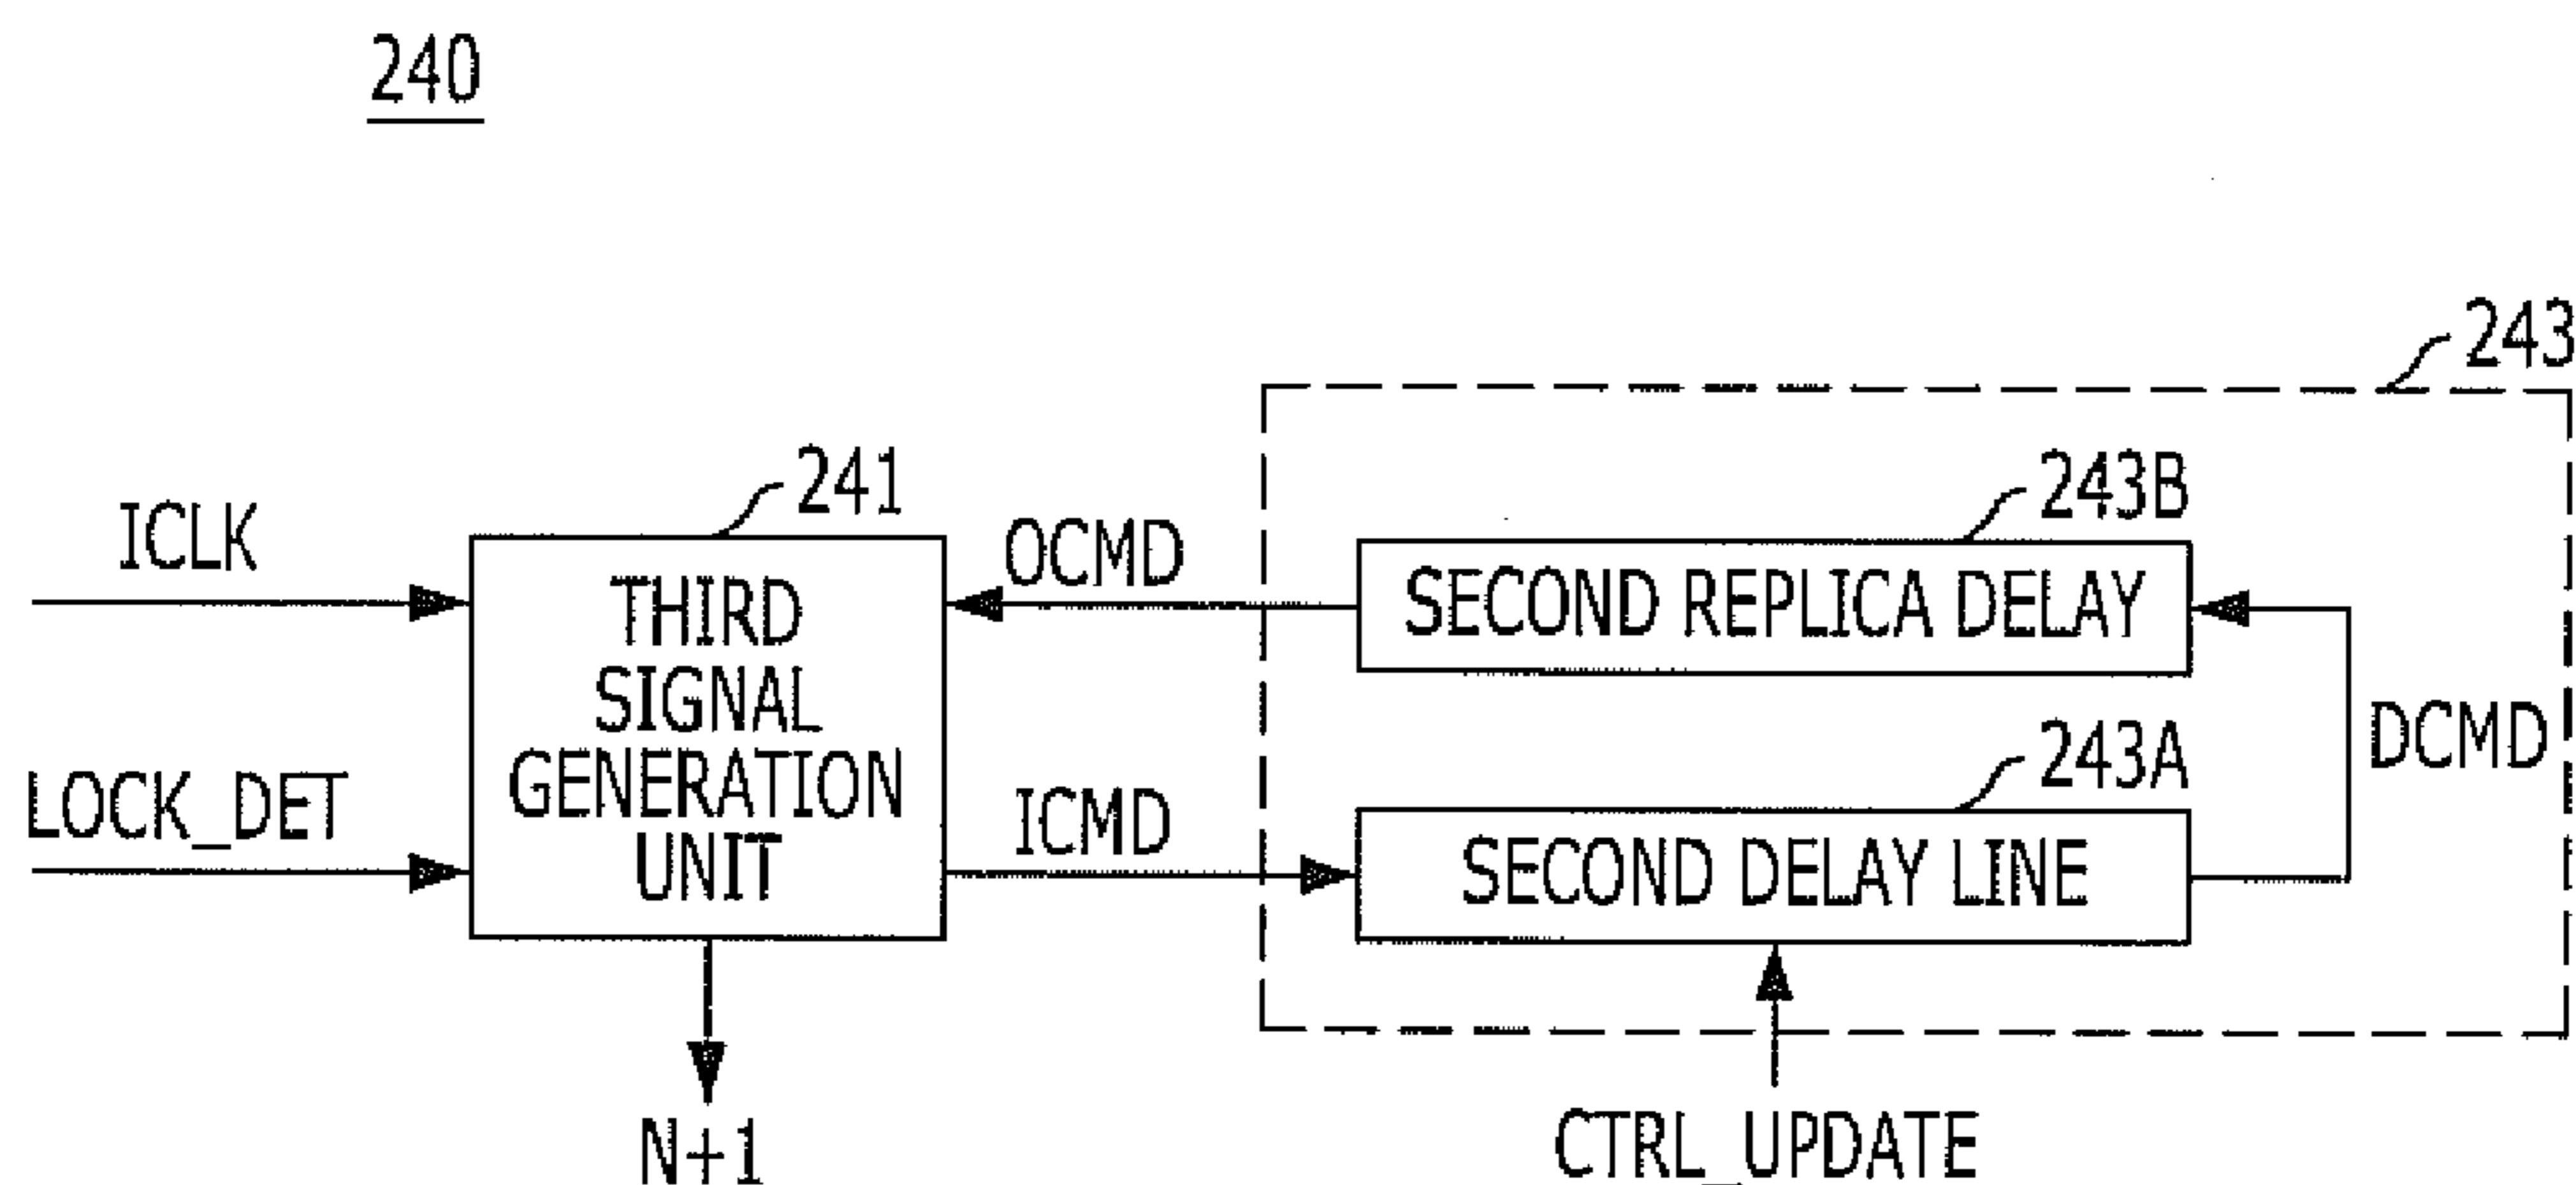 240
243
241
243B
ICLK
OCMD
THIRD
SIGNAL
GENERATION
UNIT
SECOND REPLICA DELAY
DCMD
243A
LOCK_DET
ICMD
SECOND DELAY LINE
N+1
CTRL_UPDATE